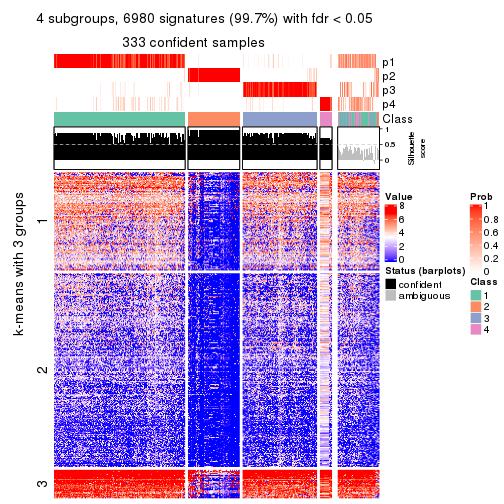 4 subgroups, 6980 signatures (99.7%) with fdr < 0.05
333 confident samples
p1
p2
p3
p4
Class
1
0.5
0
Silhouette
score
k-means with 3 groups
1
2
3
Value
8
6
4
2
0
Status (barplots)
confident
ambiguous
Prob
1
0.8
0.6
0.4
0.2
0
Class
1
2
3
4